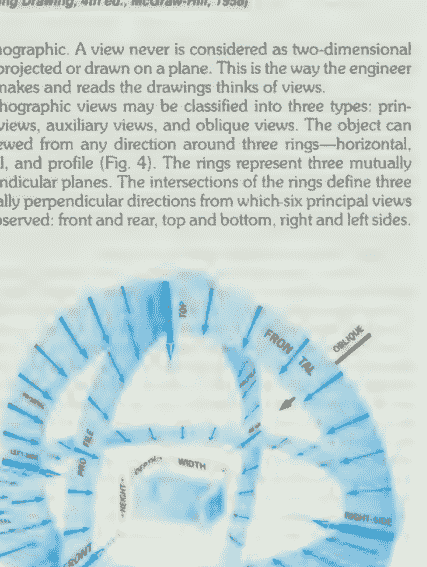 ing Drawing, 4th ed., McGraw-Hill, 1958)
nographic. A view never is considered as two-dimensional
projected or drawn on a plane. This is the way the engineer
makes and reads the drawings thinks of views.
hographic views may be classified into three types: prin-
views, auxiliary views, and oblique views. The object can
ewed from any direction around three rings—horizontal,
l, and profile (Fig. 4). The rings represent three mutually
ndicular planes. The intersections of the rings define three
ally perpendicular directions from which-six principal views
bserved: front and rear, top and bottom, right and left sides.
TOP
FRON TAL
OBLIQUE
PRO FILE
WIDTH
HEIGHT
RIGHT-SIDE
LEFT-SIDE
FRONT